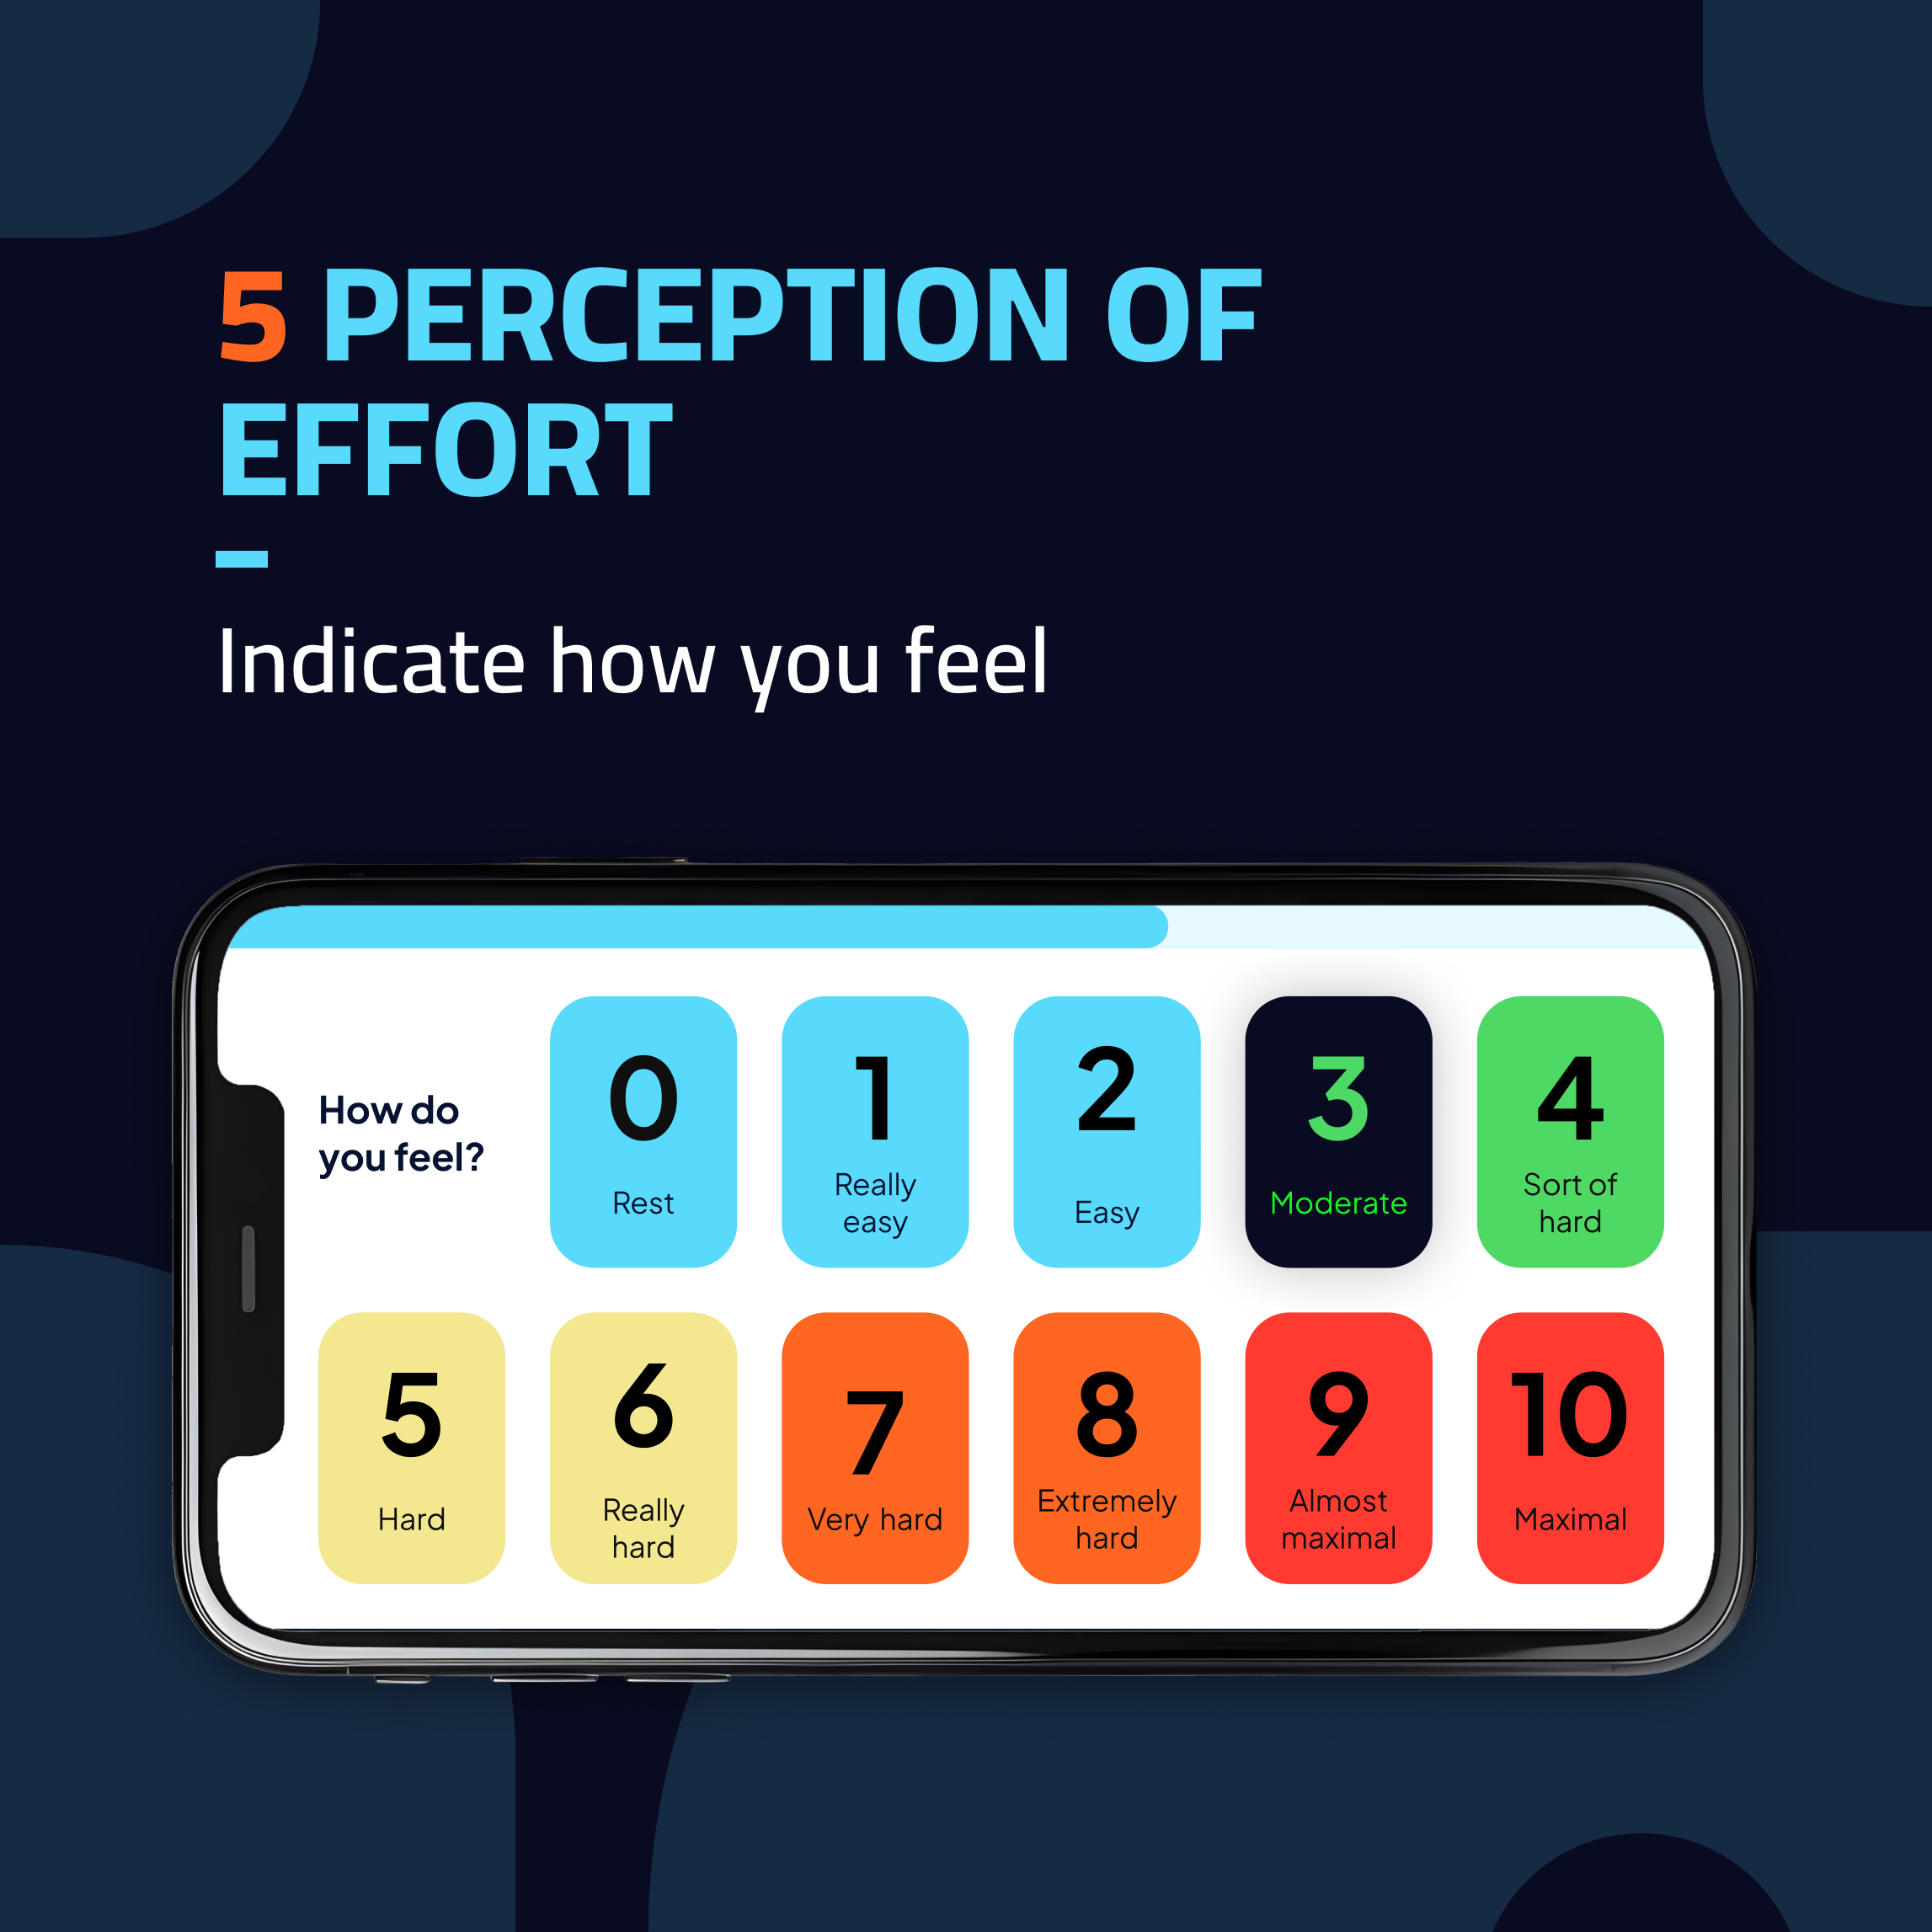 5 PERCEPTION OF
EFFORT
Indicate how you feel
How do
you feel?
0
Rest
1
Really
easy
2
Easy
3
Moderate
4
Sort of
hard
5
Hard
6
Really
hard
7
Very hard
8
Extremely
hard
9
Almost
maximal
10
Maximal